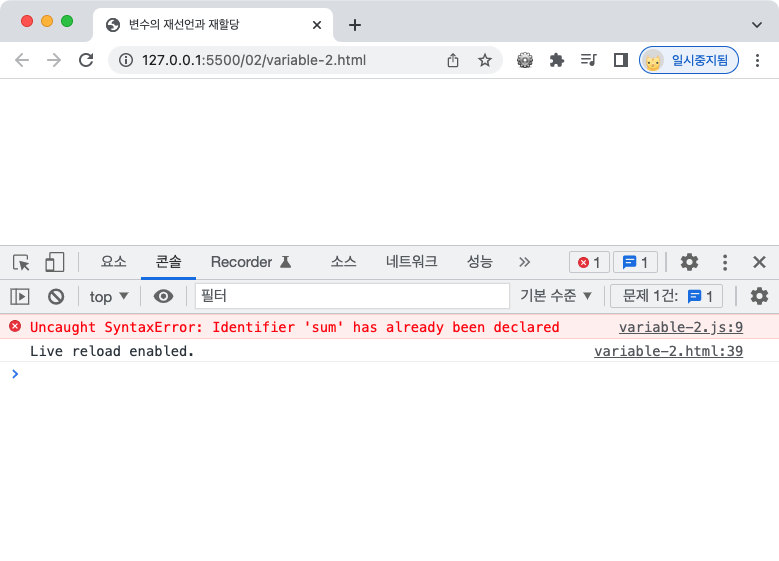 변수의 재선언과 재할당
127.0.0.1:5500/02/variable-2.html
일시중지됨
요소 콘솔 Recorder 소스 네트워크 성능 1 1
top 필터 기본 수준 문제 1건: 1
Uncaught SyntaxError: Identifier 'sum' has already been declared variable-2.js:9
Live reload enabled. variable-2.html:39